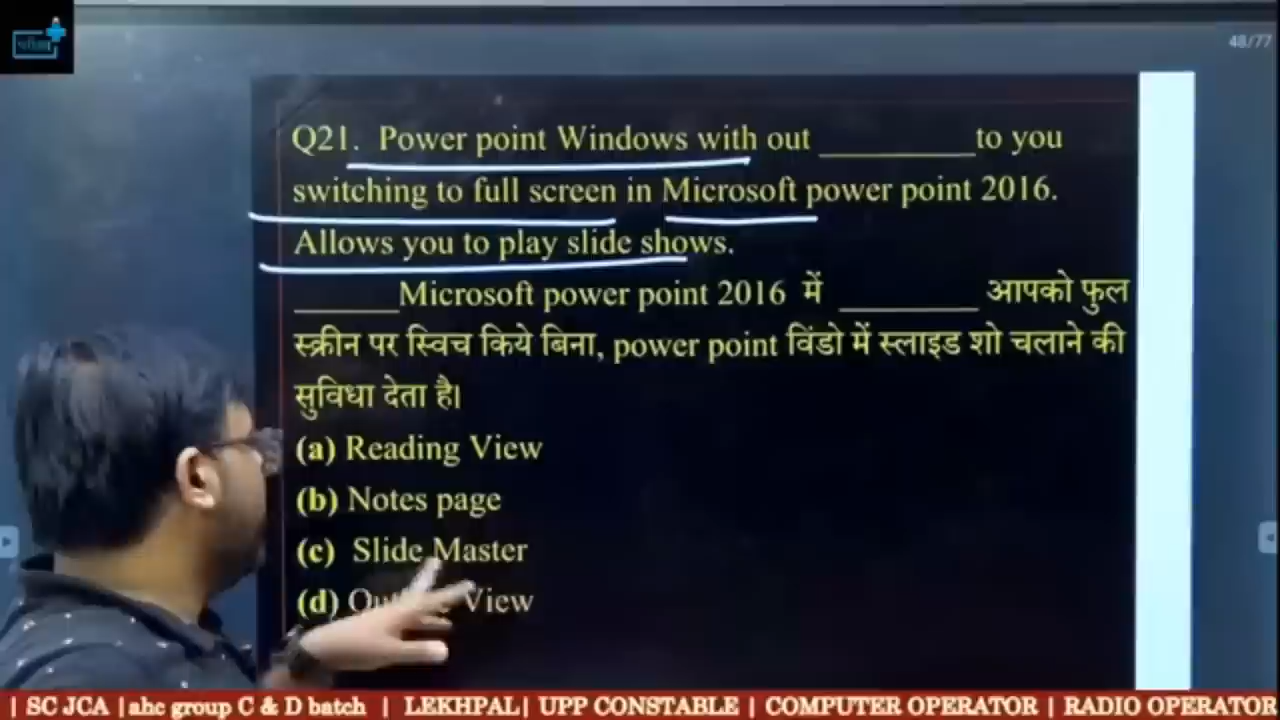 परीक्षा
48/77
Q21. Power point Windows with out __________ to you
switching to full screen in Microsoft power point 2016.
Allows you to play slide shows.
_______Microsoft power point 2016 में _________ आपको फुल
स्क्रीन पर स्विच किये बिना, power point विंडो में स्लाइड शो चलाने की
सुविधा देता है।
(a) Reading View
(b) Notes page
(c) Slide Master
(d) View
| SC JCA |ahc group C & D batch | LEKHPAL| UPP CONSTABLE | COMPUTER OPERATOR | RADIO OPERATOR